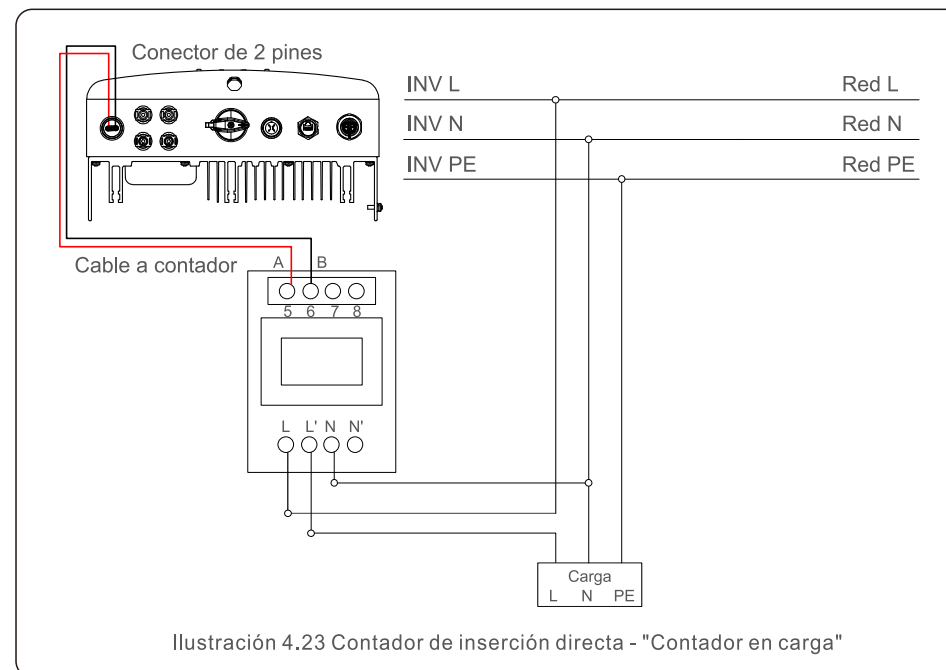 Conector de 2 pines
INV L Red L
INV N Red N
INV PE Red PE
Cable a contador
A B
5 6 7 8
L L' N N'
Carga
L N PE
Ilustración 4.23 Contador de inserción directa - "Contador en carga"